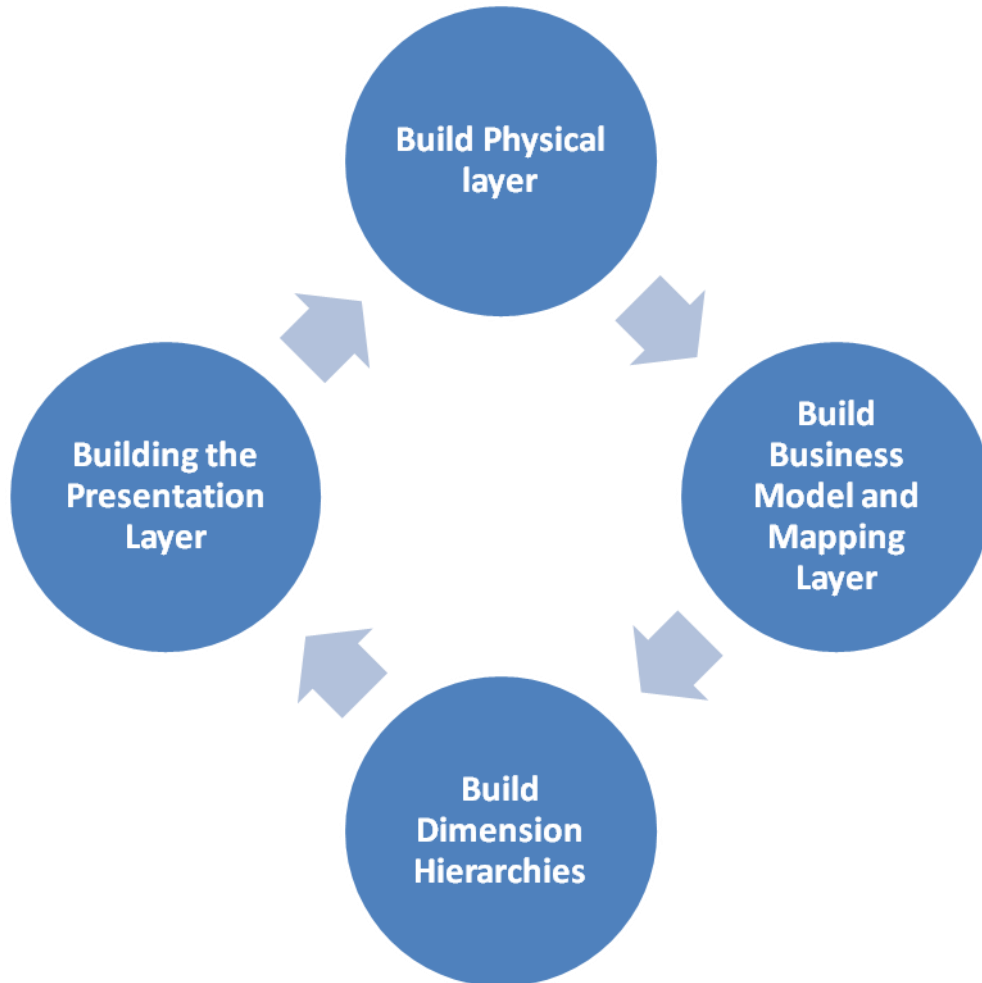 Build Physical
layer
Build
Business
Model and
Mapping
Layer
Build
Dimension
Hierarchies
Building the
Presentation
Layer